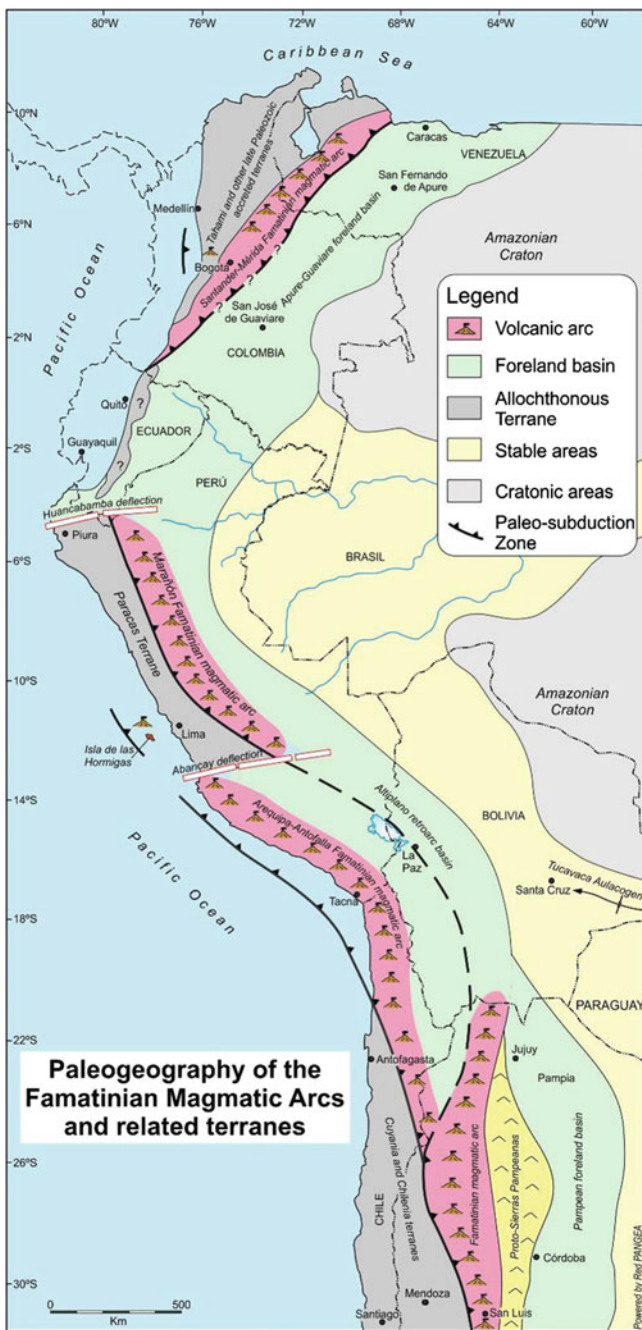 80°W
76°W
72°W
68°W
64°W
60°W
Caribbean Sea
10°N
6°N
2°N
2°S
6°S
10°S
14°S
18°S
22°S
26°S
30°S
Caracas
VENEZUELA
San Fernando
de Apure
Tahami and other late Paleozoic
accreted terranes
Medellín
Santander-Mérida Famatinian magmatic arc
Apure-Guaviare foreland basin
Bogotá
?
?
?
San José
de Guaviare
COLOMBIA
Amazonian
Craton
Pacific Ocean
Legend
Volcanic arc
Foreland basin
Allochthonous
Terrane
Stable areas
Cratonic areas
Paleo-subduction
Zone
Quito
?
Guayaquil
ECUADOR
?
PERÚ
Huancabamba deflection
Piura
BRASIL
Marañón Famatinian magmatic arc
Paracas Terrane
Lima
Isla de las
Hormigas
Abançay deflection
Amazonian
Craton
Altiplano retroarc basin
BOLIVIA
Arequipa-Antofalla Famatinian magmatic arc
La
Paz
Tucavaca Aulacogen
Santa Cruz
Pacific Ocean
Tacna
PARAGUAY
Paleogeography of the
Famatinian Magmatic Arcs
and related terranes
Antofagasta
Jujuy
Pampia
Cuyania and Chilenia terranes
Famatinian magmatic arc
Proto-Sierras Pampeanas
Pampean foreland basin
CHILE
Córdoba
Mendoza
Santiago
San Luis
0
500
Km
Powered by Red PANGEA